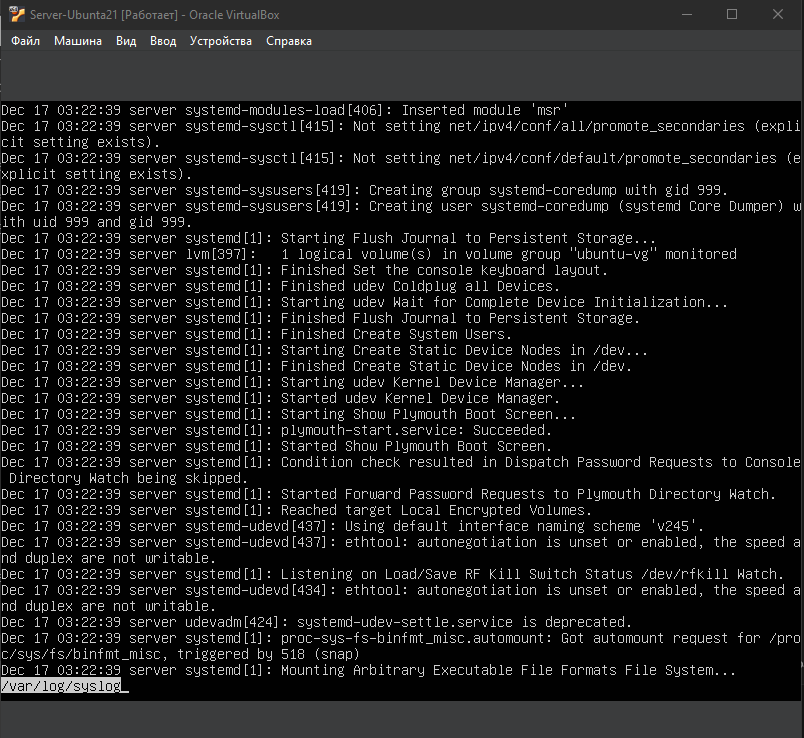 Server-Ubunta21 [Работает] - Oracle VirtualBox
Файл Машина Вид Ввод Устройства Справка
Dec 17 03:22:39 server systemd-modules-load[406]: Inserted module 'msr'
Dec 17 03:22:39 server systemd-sysctl[415]: Not setting net/ipv4/conf/all/promote_secondaries (expli
cit setting exists).
Dec 17 03:22:39 server systemd-sysctl[415]: Not setting net/ipv4/conf/default/promote_secondaries (e
xplicit setting exists).
Dec 17 03:22:39 server systemd-sysusers[419]: Creating group systemd-coredump with gid 999.
Dec 17 03:22:39 server systemd-sysusers[419]: Creating user systemd-coredump (systemd Core Dumper) w
ith uid 999 and gid 999.
Dec 17 03:22:39 server systemd[1]: Starting Flush Journal to Persistent Storage...
Dec 17 03:22:39 server lvm[397]:   1 logical volume(s) in volume group "ubuntu-vg" monitored
Dec 17 03:22:39 server systemd[1]: Finished Set the console keyboard layout.
Dec 17 03:22:39 server systemd[1]: Finished udev Coldplug all Devices.
Dec 17 03:22:39 server systemd[1]: Starting udev Wait for Complete Device Initialization...
Dec 17 03:22:39 server systemd[1]: Finished Flush Journal to Persistent Storage.
Dec 17 03:22:39 server systemd[1]: Finished Create System Users.
Dec 17 03:22:39 server systemd[1]: Starting Create Static Device Nodes in /dev...
Dec 17 03:22:39 server systemd[1]: Finished Create Static Device Nodes in /dev.
Dec 17 03:22:39 server systemd[1]: Starting udev Kernel Device Manager...
Dec 17 03:22:39 server systemd[1]: Started udev Kernel Device Manager.
Dec 17 03:22:39 server systemd[1]: Starting Show Plymouth Boot Screen...
Dec 17 03:22:39 server systemd[1]: plymouth-start.service: Succeeded.
Dec 17 03:22:39 server systemd[1]: Started Show Plymouth Boot Screen.
Dec 17 03:22:39 server systemd[1]: Condition check resulted in Dispatch Password Requests to Console
 Directory Watch being skipped.
Dec 17 03:22:39 server systemd[1]: Started Forward Password Requests to Plymouth Directory Watch.
Dec 17 03:22:39 server systemd[1]: Reached target Local Encrypted Volumes.
Dec 17 03:22:39 server systemd-udevd[437]: Using default interface naming scheme 'v245'.
Dec 17 03:22:39 server systemd-udevd[437]: ethtool: autonegotiation is unset or enabled, the speed a
nd duplex are not writable.
Dec 17 03:22:39 server systemd[1]: Listening on Load/Save RF Kill Switch Status /dev/rfkill Watch.
Dec 17 03:22:39 server systemd-udevd[434]: ethtool: autonegotiation is unset or enabled, the speed a
nd duplex are not writable.
Dec 17 03:22:39 server udevadm[424]: systemd-udev-settle.service is deprecated.
Dec 17 03:22:39 server systemd[1]: proc-sys-fs-binfmt_misc.automount: Got automount request for /pro
c/sys/fs/binfmt_misc, triggered by 518 (snap)
Dec 17 03:22:39 server systemd[1]: Mounting Arbitrary Executable File Formats File System...
/var/log/syslog